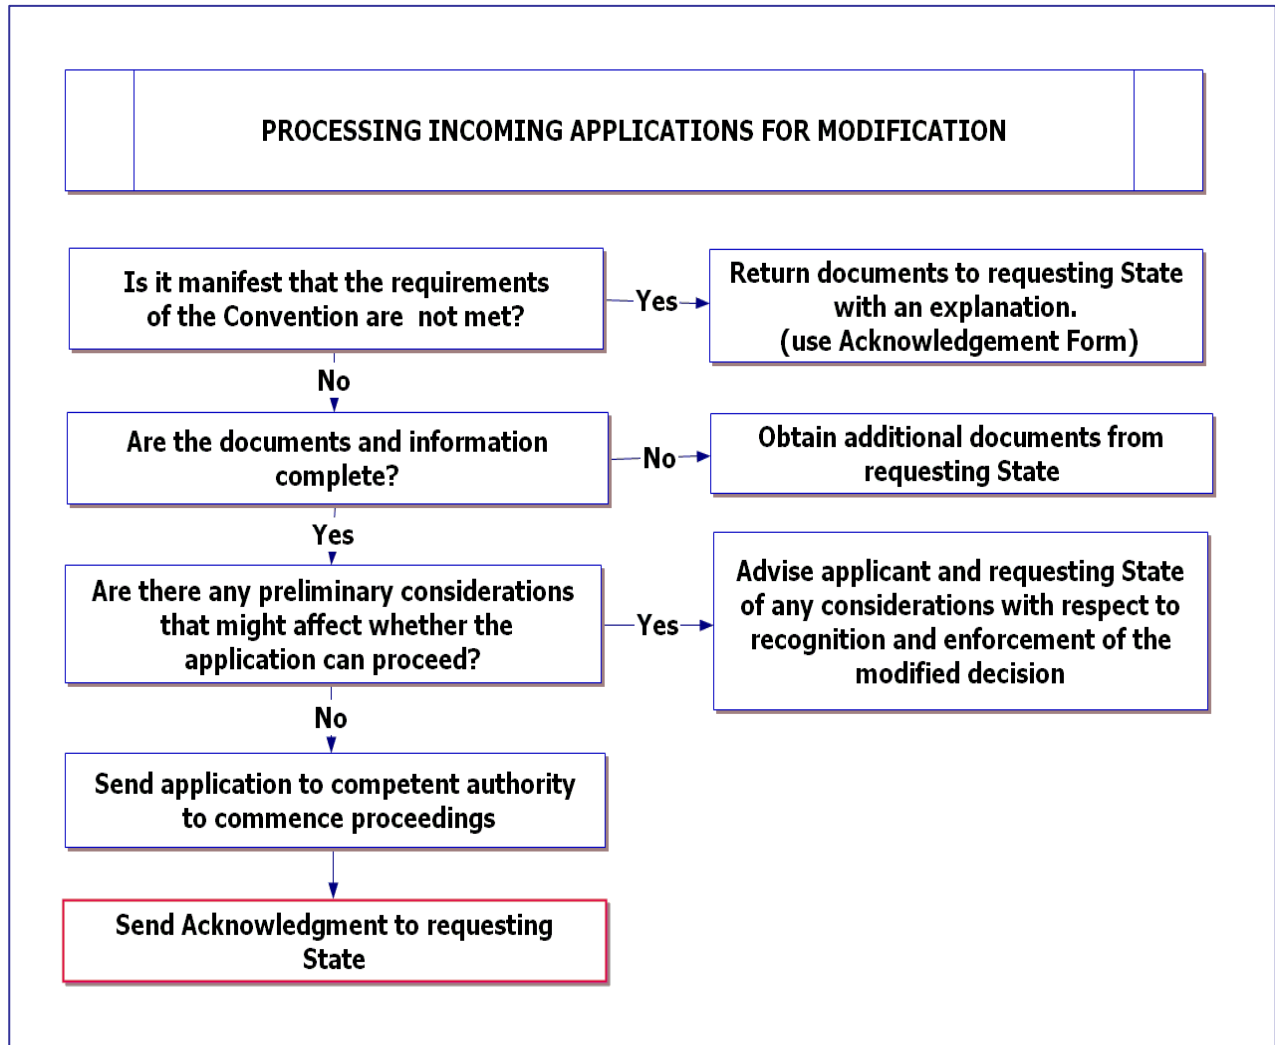 PROCESSING INCOMING APPLICATIONS FOR MODIFICATION
Is it manifest that the requirements
of the Convention are  not met?
Yes
Return documents to requesting State
with an explanation.
(use Acknowledgement Form)
No
Are the documents and information
complete?
No
Obtain additional documents from
requesting State
Yes
Are there any preliminary considerations
that might affect whether the
application can proceed?
Yes
Advise applicant and requesting State
of any considerations with respect to
recognition and enforcement of the
modified decision
No
Send application to competent authority
to commence proceedings
Send Acknowledgment to requesting
State